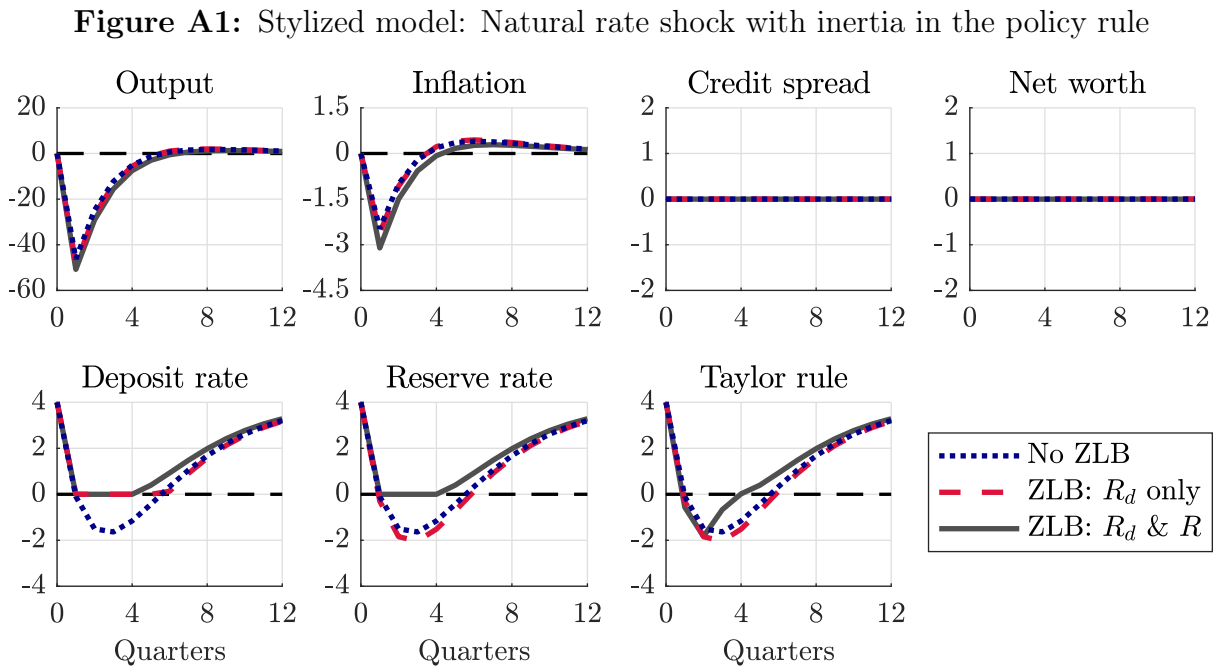 Figure A1: Stylized model: Natural rate shock with inertia in the policy rule
Output
20
0
-20
-40
-60
0 4 8 12
Inflation
1.5
0
-1.5
-3
-4.5
0 4 8 12
Credit spread
2
1
0
-1
-2
0 4 8 12
Net worth
2
1
0
-1
-2
0 4 8 12
Deposit rate
4
2
0
-2
-4
0 4 8 12
Quarters
Reserve rate
4
2
0
-2
-4
0 4 8 12
Quarters
Taylor rule
4
2
0
-2
-4
0 4 8 12
Quarters
No ZLB
ZLB: R_d only
ZLB: R_d & R